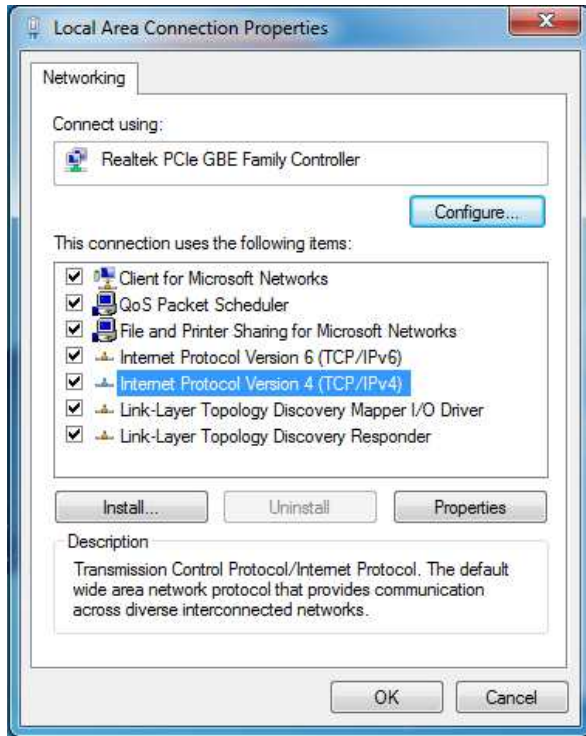 Local Area Connection Properties
Networking
Connect using:
Realtek PCIe GBE Family Controller
Configure...
This connection uses the following items:
Client for Microsoft Networks
QoS Packet Scheduler
File and Printer Sharing for Microsoft Networks
Internet Protocol Version 6 (TCP/IPv6)
Internet Protocol Version 4 (TCP/IPv4)
Link-Layer Topology Discovery Mapper I/O Driver
Link-Layer Topology Discovery Responder
Install... Uninstall Properties
Description
Transmission Control Protocol/Internet Protocol. The default
wide area network protocol that provides communication
across diverse interconnected networks.
OK Cancel